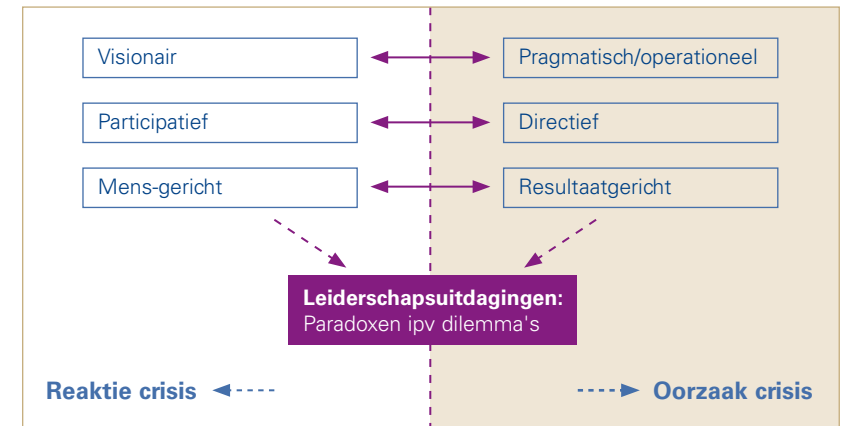 Visionair
Pragmatisch/operationeel
Participatief
Directief
Mens-gericht
Resultaatgericht
Leiderschapsuitdagingen:
Paradoxen ipv dilemma's
Reaktie crisis
Oorzaak crisis